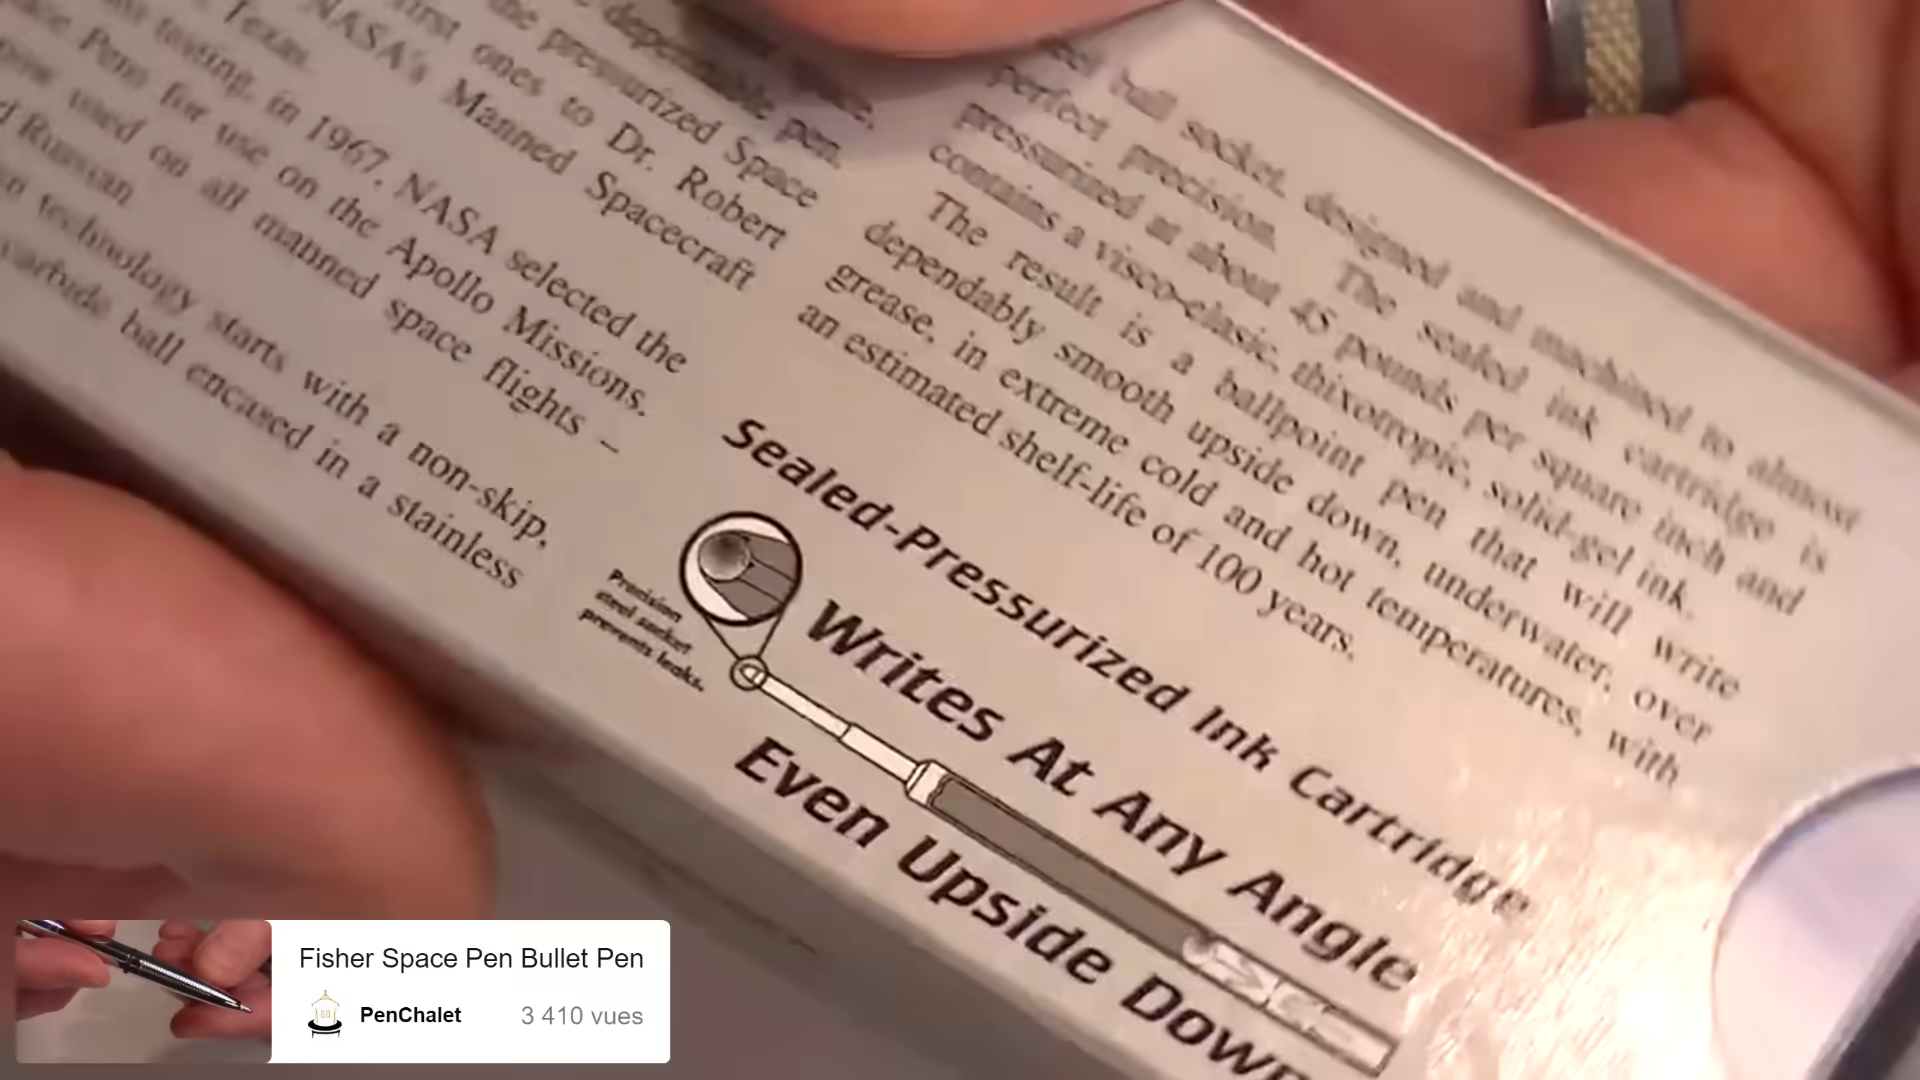 first ones to Dr. Robert
NASA's Manned Spacecraft
Texas.
testing, in 1967, NASA selected the
Pens for use on the Apollo Missions.
used on all manned space flights –
technology starts with a non-skip,
carbide ball encased in a stainless
dependable pen.
the pressurized Space
ball socket, designed and machined to almost
perfect precision. The sealed ink cartridge is
pressurized at about 45 pounds per square inch and
contains a visco-elastic, thixotropic, solid-gel ink.
The result is a ballpoint pen that will write
dependably smooth upside down, underwater, over
grease, in extreme cold and hot temperatures, with
an estimated shelf-life of 100 years.
Sealed-Pressurized Ink Cartridge
Precision
steel socket
prevents leaks.
Writes At Any Angle
Even Upside Down
Fisher Space Pen Bullet Pen
PenChalet
3 410 vues